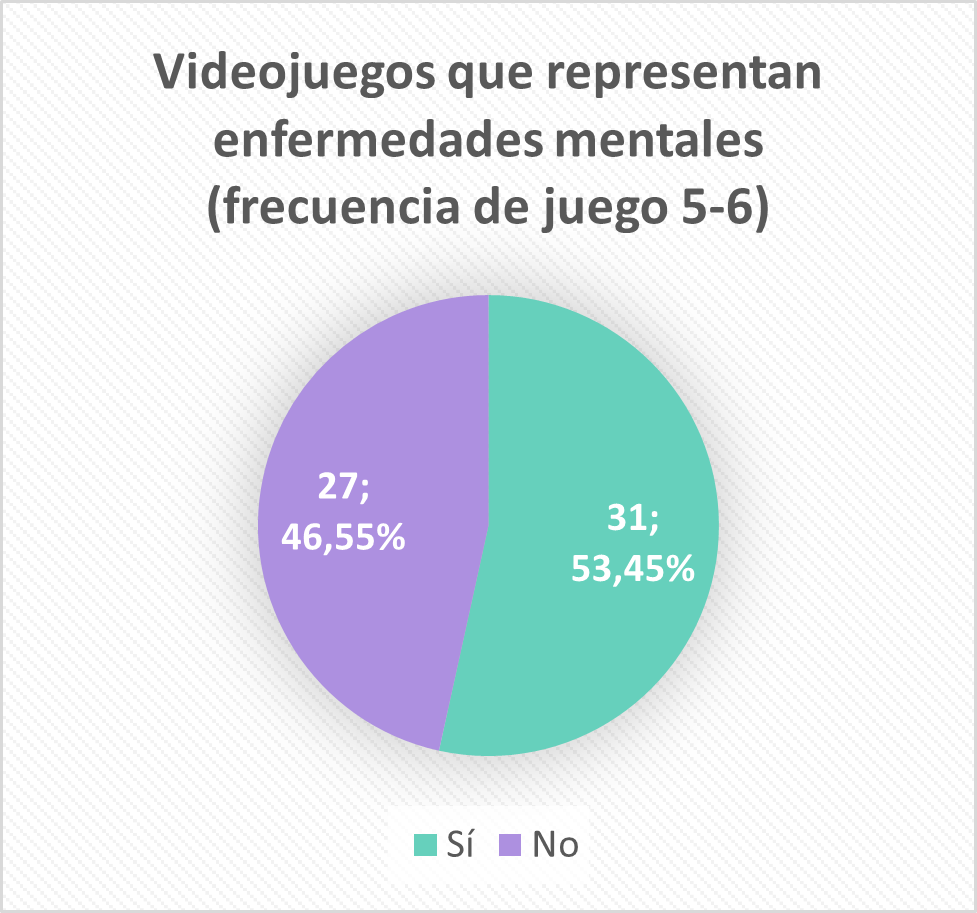 Videojuegos que representan
enfermedades mentales
(frecuencia de juego 5-6)
27;
46,55%
31;
53,45%
Sí No